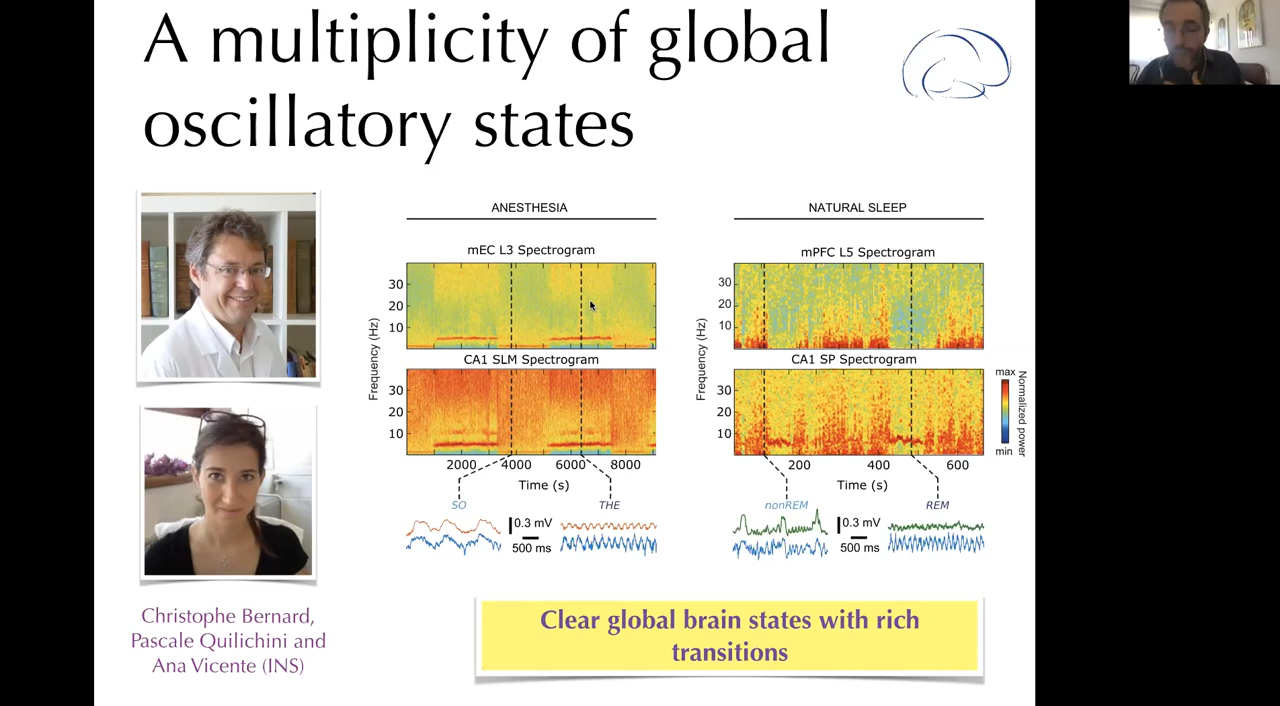 A multiplicity of global
oscillatory states
ANESTHESIA
mEC L3 Spectrogram
30
20
10
CA1 SLM Spectrogram
30
20
10
Frequency (Hz)
2000 4000 6000 8000
Time (s)
SO
THE
0.3 mV
500 ms
NATURAL SLEEP
mPFC L5 Spectrogram
30
20
10
CA1 SP Spectrogram
30
20
10
Frequency (Hz)
200 400 600
Time (s)
max
min
Normalized power
nonREM
REM
0.3 mV
500 ms
Christophe Bernard,
Pascale Quilichini and
Ana Vicente (INS)
Clear global brain states with rich
transitions